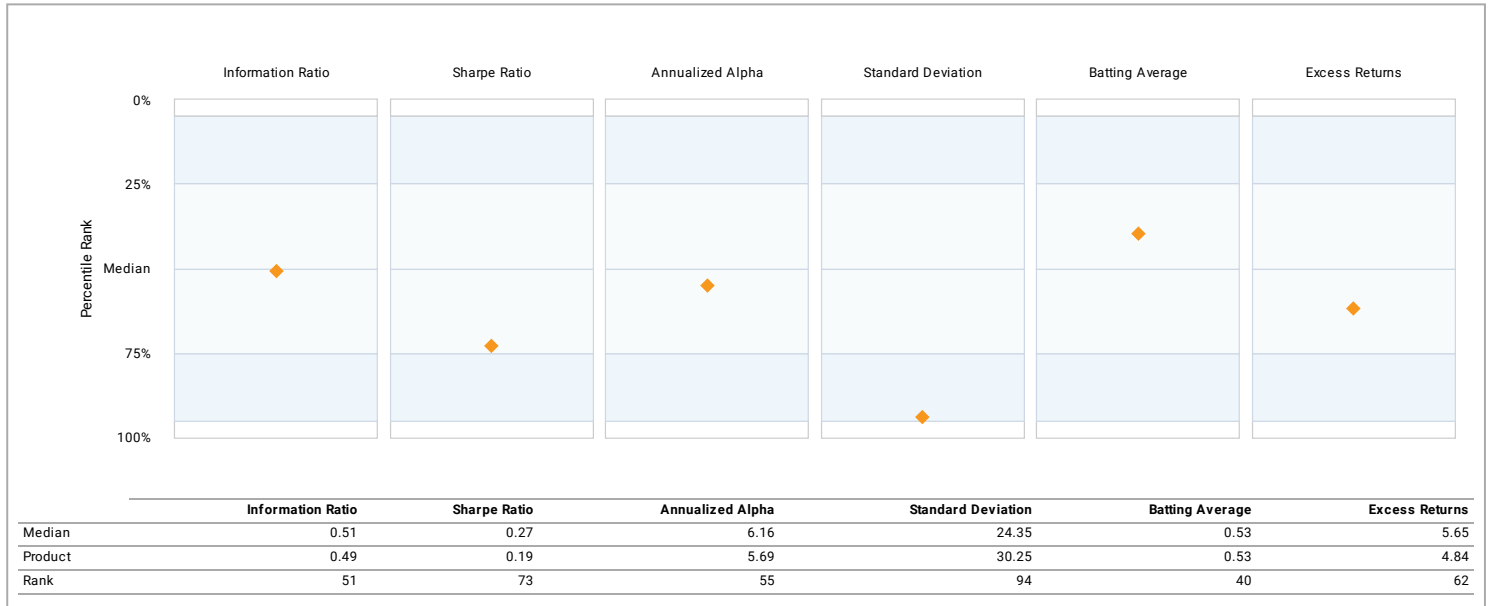 Information Ratio Sharpe Ratio Annualized Alpha Standard Deviation Batting Average Excess Returns
0%
25%
Percentile Rank
Median
75%
100%
Information Ratio Sharpe Ratio Annualized Alpha Standard Deviation Batting Average Excess Returns
Median 0.51 0.27 6.16 24.35 0.53 5.65
Product 0.49 0.19 5.69 30.25 0.53 4.84
Rank 51 73 55 94 40 62